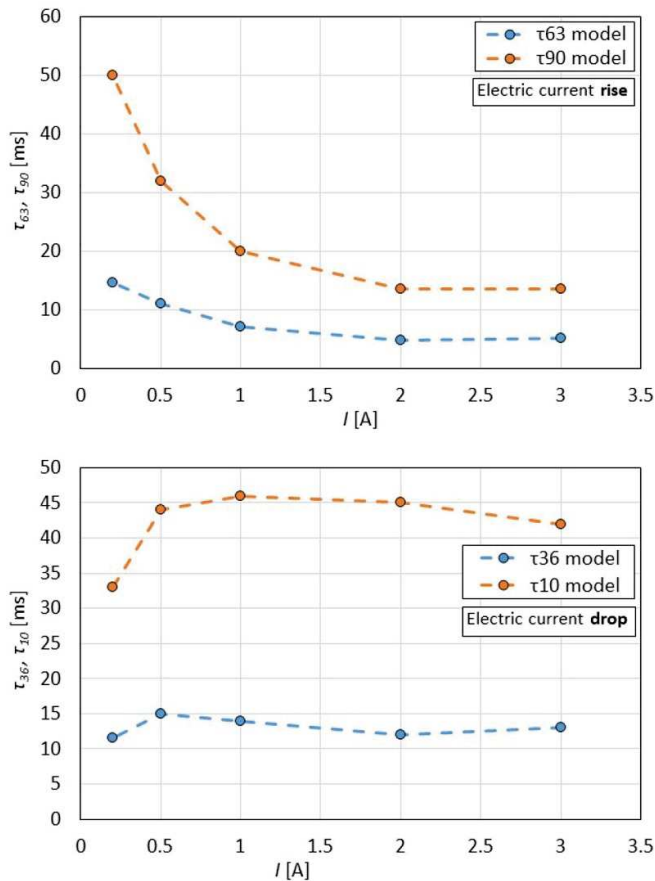 60
50
40
30
20
10
0
τ63, τ90 [ms]
τ63 model
τ90 model
Electric current rise
0 0.5 1 1.5 2 2.5 3 3.5
I [A]
50
45
40
35
30
25
20
15
10
5
0
τ36, τ10 [ms]
τ36 model
τ10 model
Electric current drop
0 0.5 1 1.5 2 2.5 3 3.5
I [A]